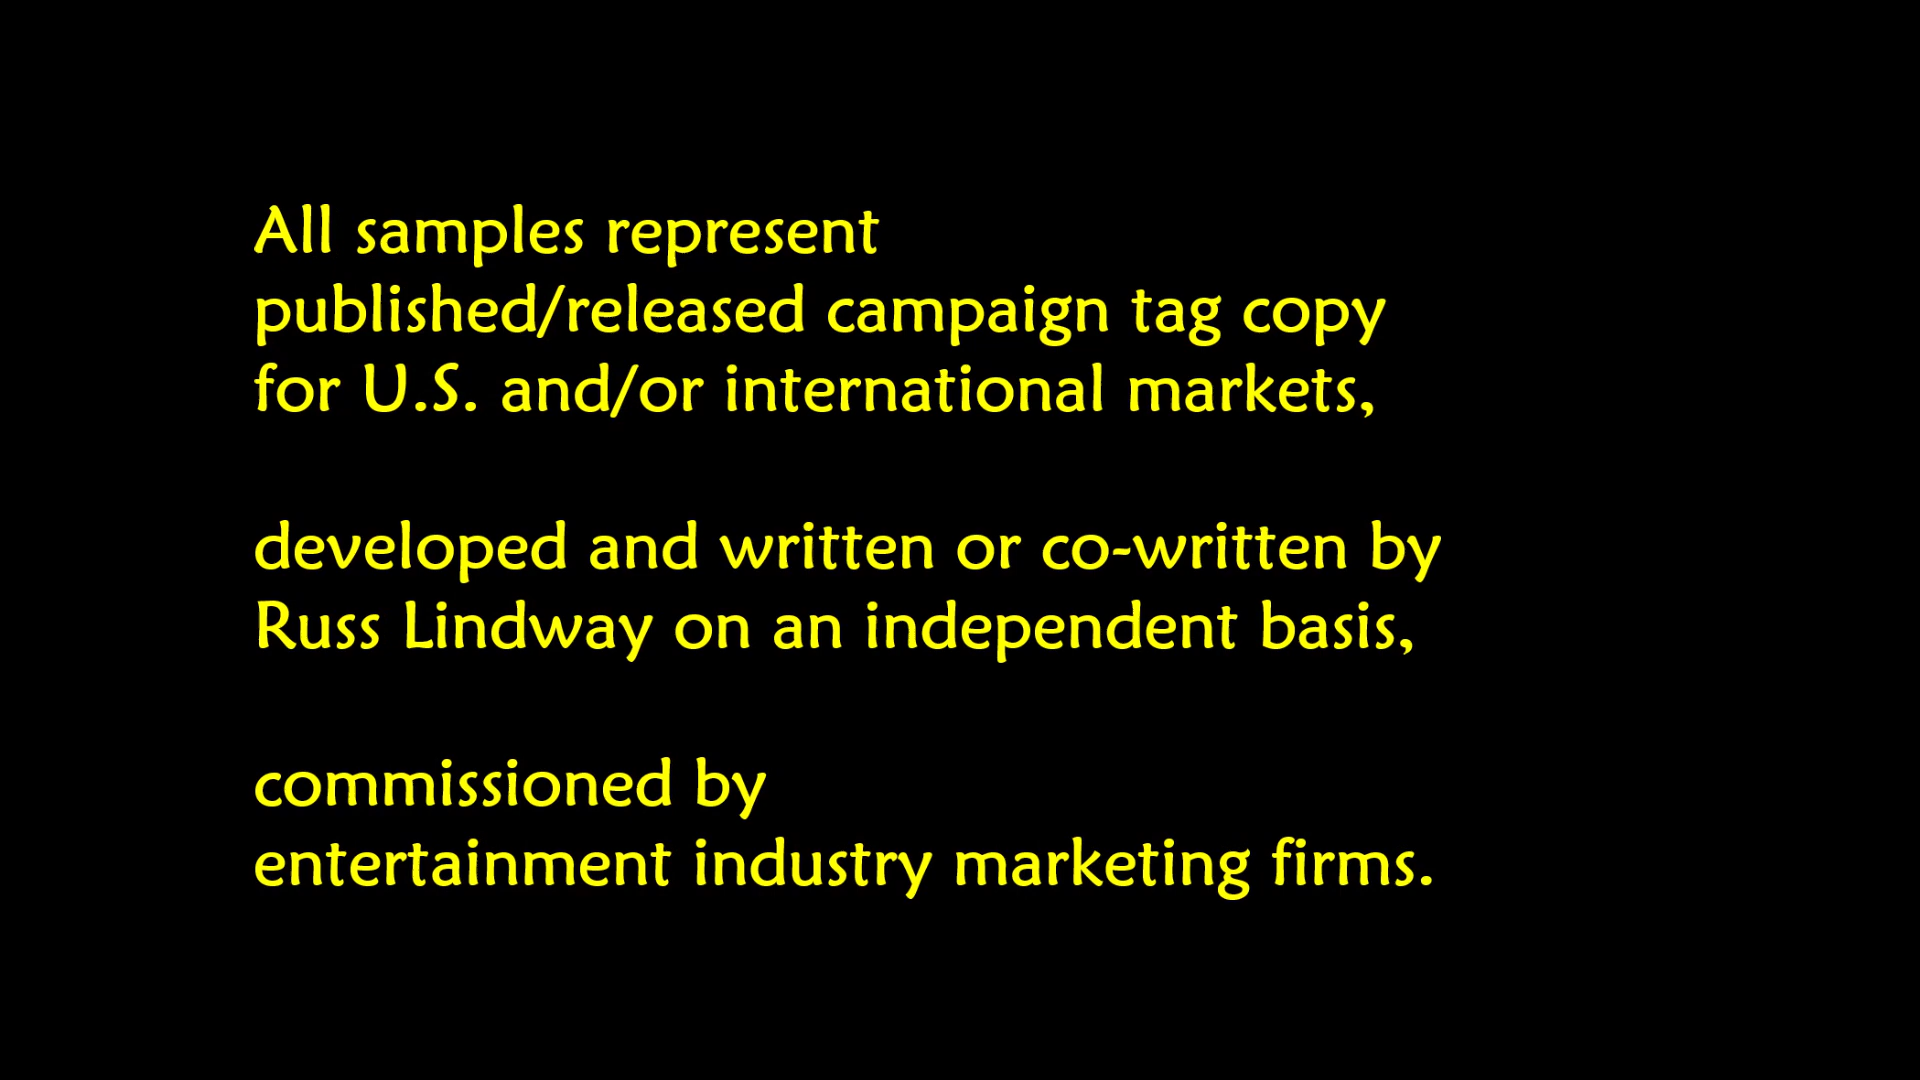 All samples represent
published/released campaign tag copy
for U.S. and/or international markets,
developed and written or co-written by
Russ Lindway on an independent basis,
commissioned by
entertainment industry marketing firms.